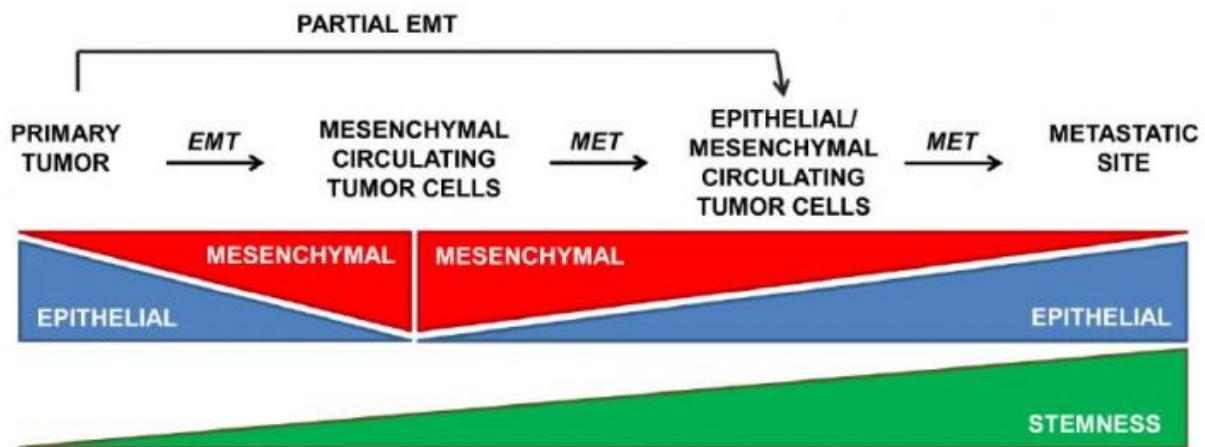 PARTIAL EMT
PRIMARY
TUMOR
EMT
MESENCHYMAL
CIRCULATING
TUMOR CELLS
MET
EPITHELIAL/
MESENCHYMAL
CIRCULATING
TUMOR CELLS
MET
METASTATIC
SITE
MESENCHYMAL
MESENCHYMAL
EPITHELIAL
EPITHELIAL
STEMNESS